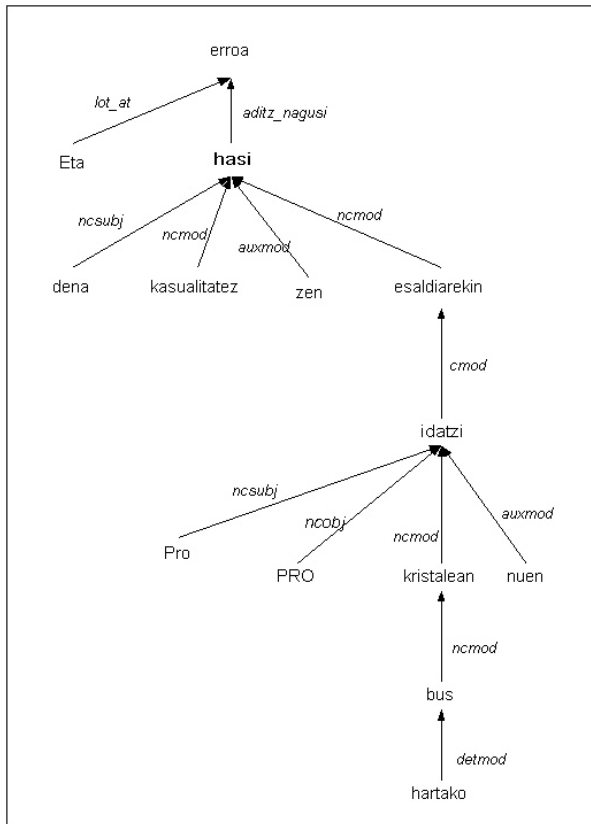 erroa
lot_at
aditz_nagusi
Eta
hasi
ncsubj ncmod auxmod ncmod
dena kasualitatez zen esaldiarekin
cmod
idatzi
ncsubj ncobj ncmod auxmod
Pro PRO kristalean nuen
ncmod
bus
detmod
hartako